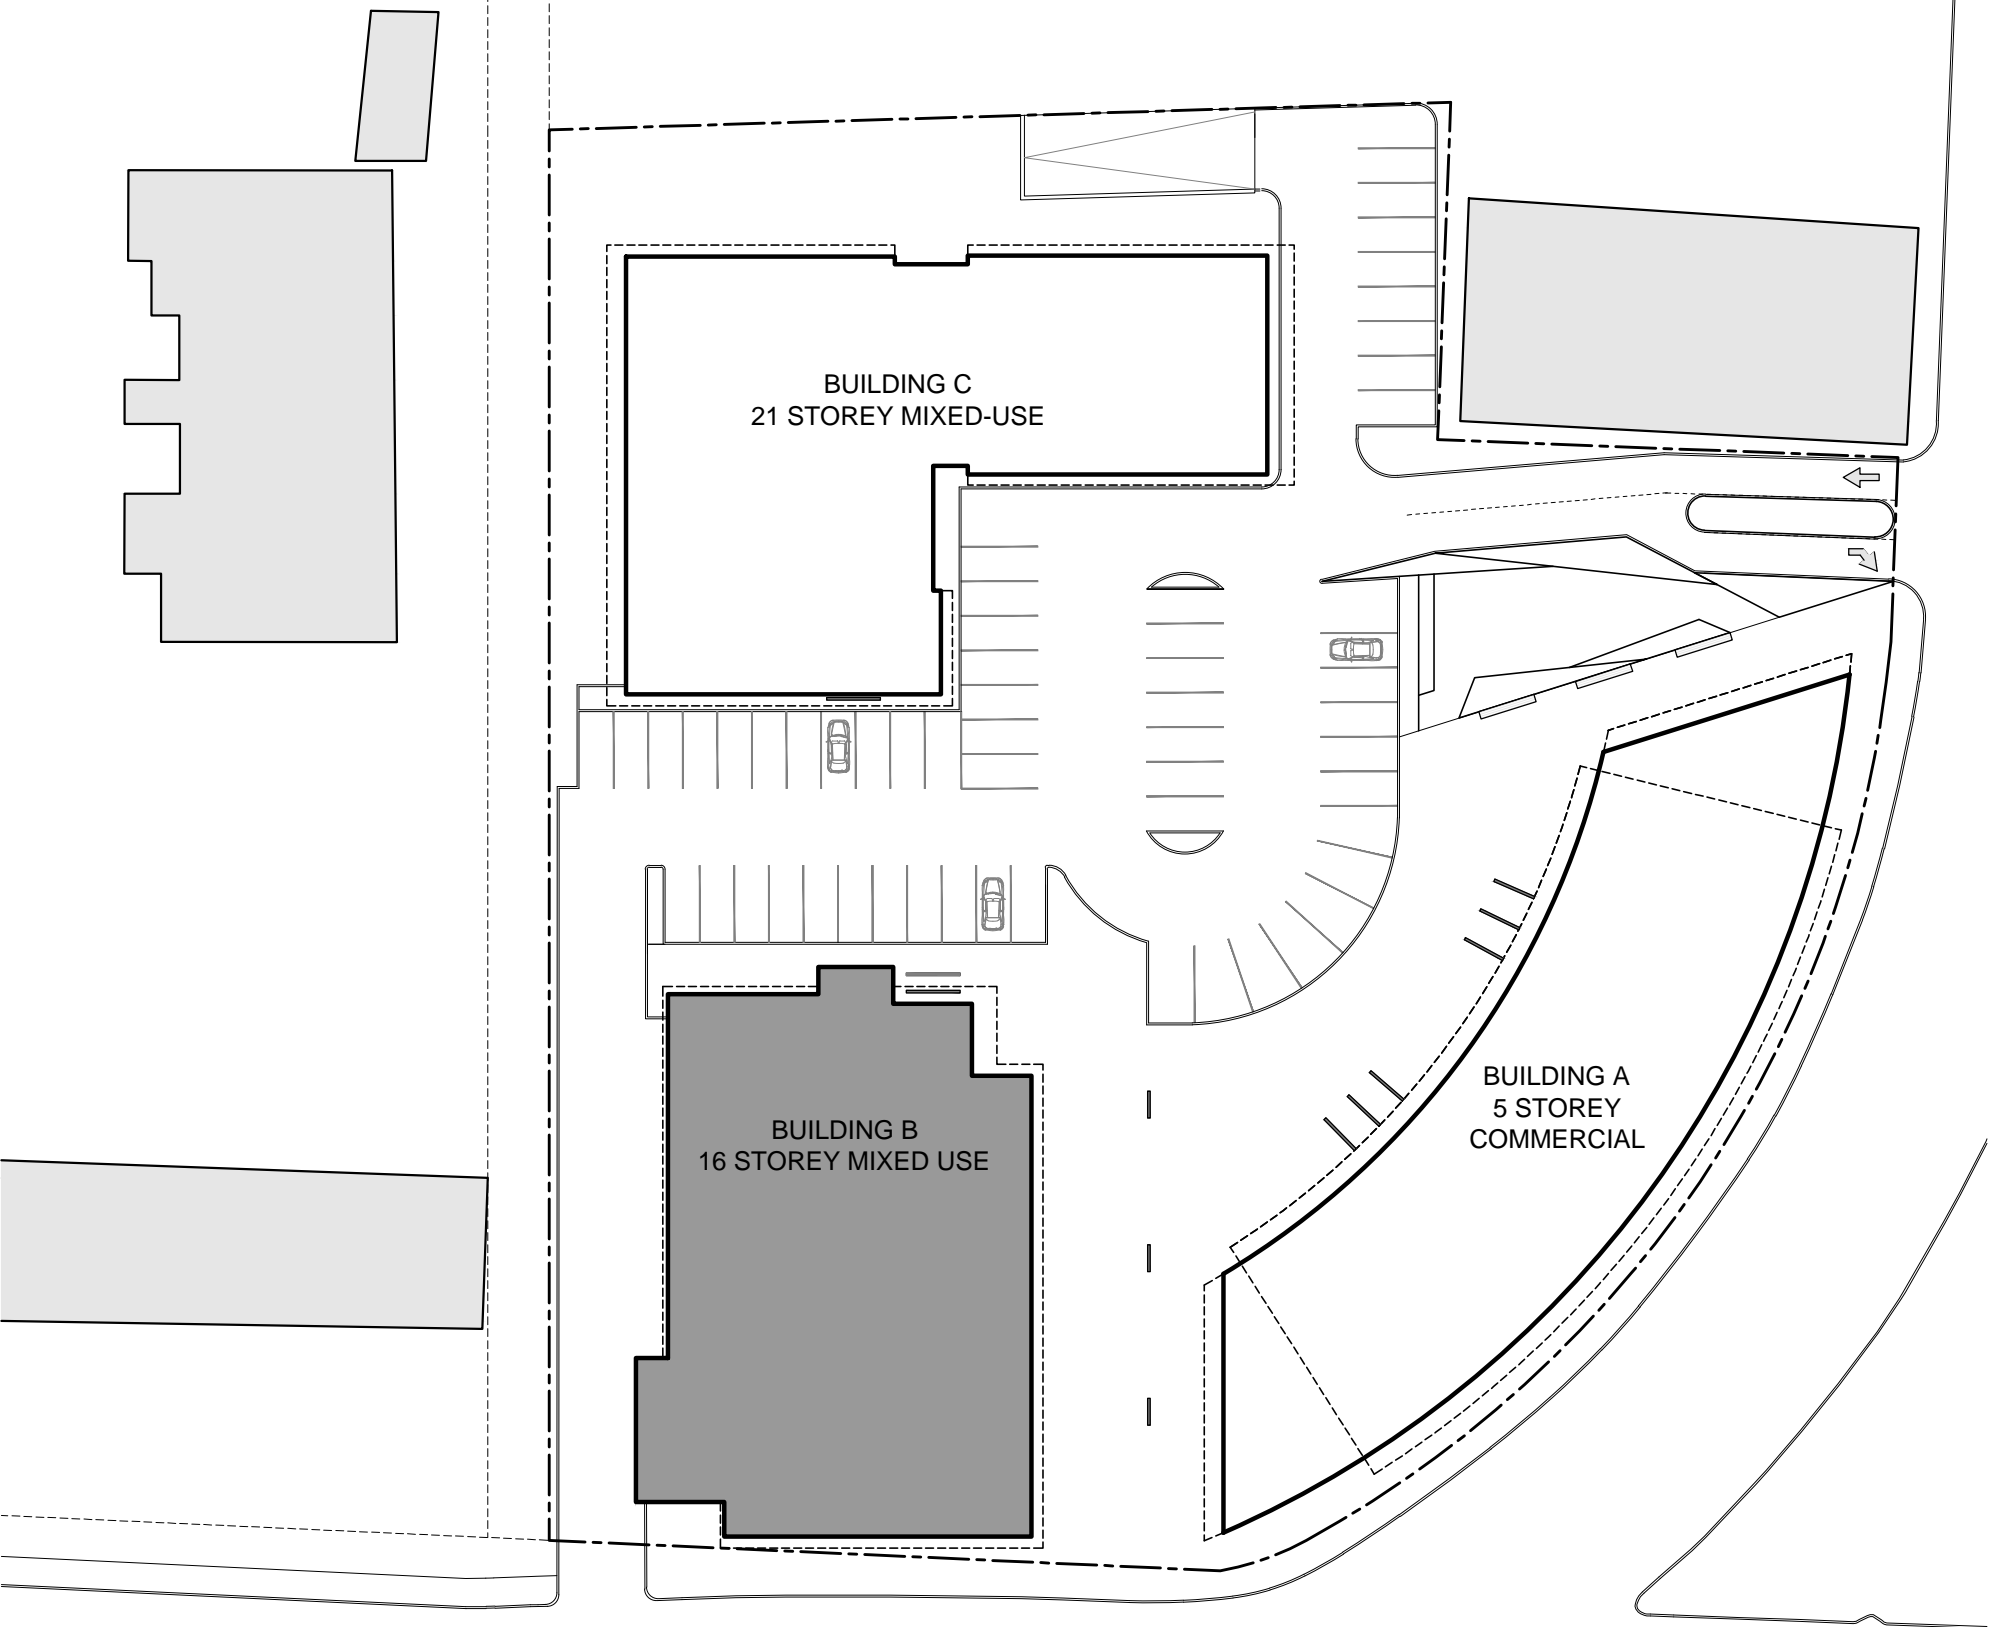 BUILDING C
21 STOREY MIXED-USE
BUILDING A
5 STOREY
COMMERCIAL
BUILDING B
16 STOREY MIXED USE